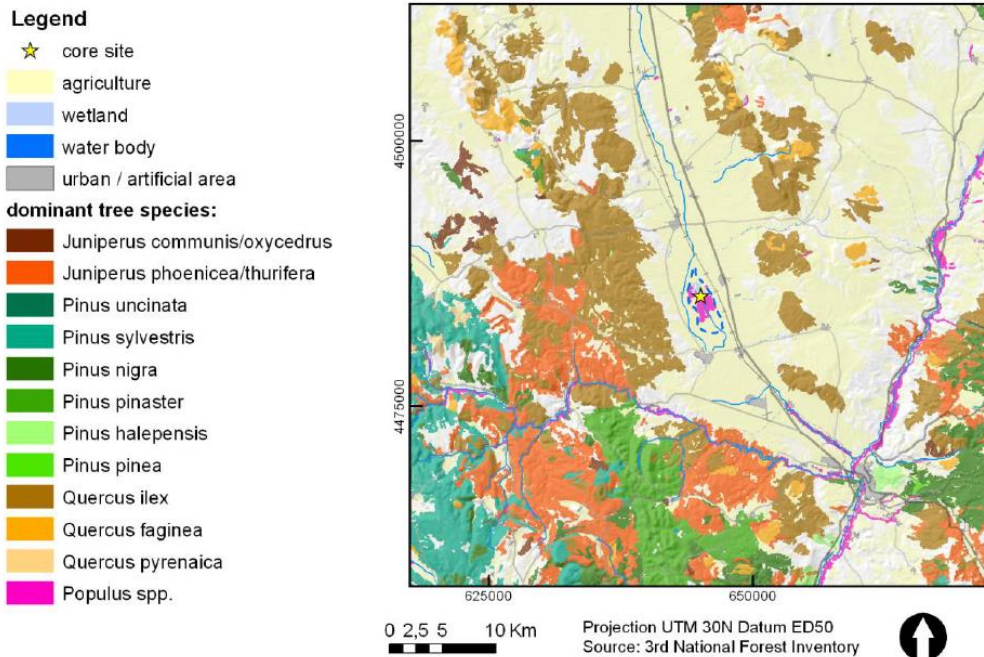 Legend
core site
agriculture
wetland
water body
urban / artificial area
dominant tree species:
Juniperus communis/oxycedrus
Juniperus phoenicea/thurifera
Pinus uncinata
Pinus sylvestris
Pinus nigra
Pinus pinaster
Pinus halepensis
Pinus pinea
Quercus ilex
Quercus faginea
Quercus pyrenaica
Populus spp.
4500000
4475000
625000
650000
0 2,5 5 10 Km
Projection UTM 30N Datum ED50
Source: 3rd National Forest Inventory